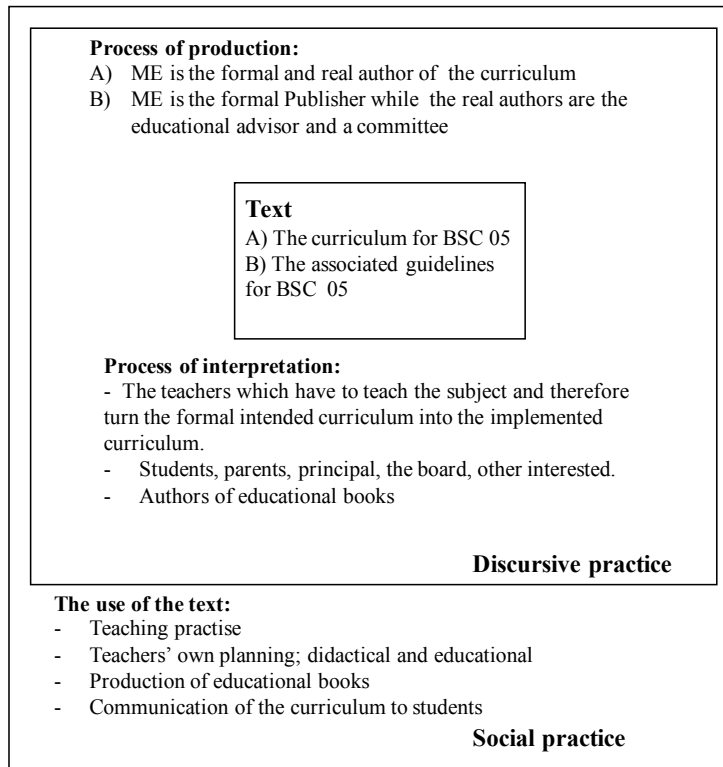 Process of production:
A) ME is the formal and real author of the curriculum
B) ME is the formal Publisher while the real authors are the
educational advisor and a committee
Text
A) The curriculum for BSC 05
B) The associated guidelines
for BSC 05
Process of interpretation:
- The teachers which have to teach the subject and therefore
turn the formal intended curriculum into the implemented
curriculum.
- Students, parents, principal, the board, other interested.
- Authors of educational books
Discursive practice
The use of the text:
- Teaching practise
- Teachers’ own planning; didactical and educational
- Production of educational books
- Communication of the curriculum to students
Social practice